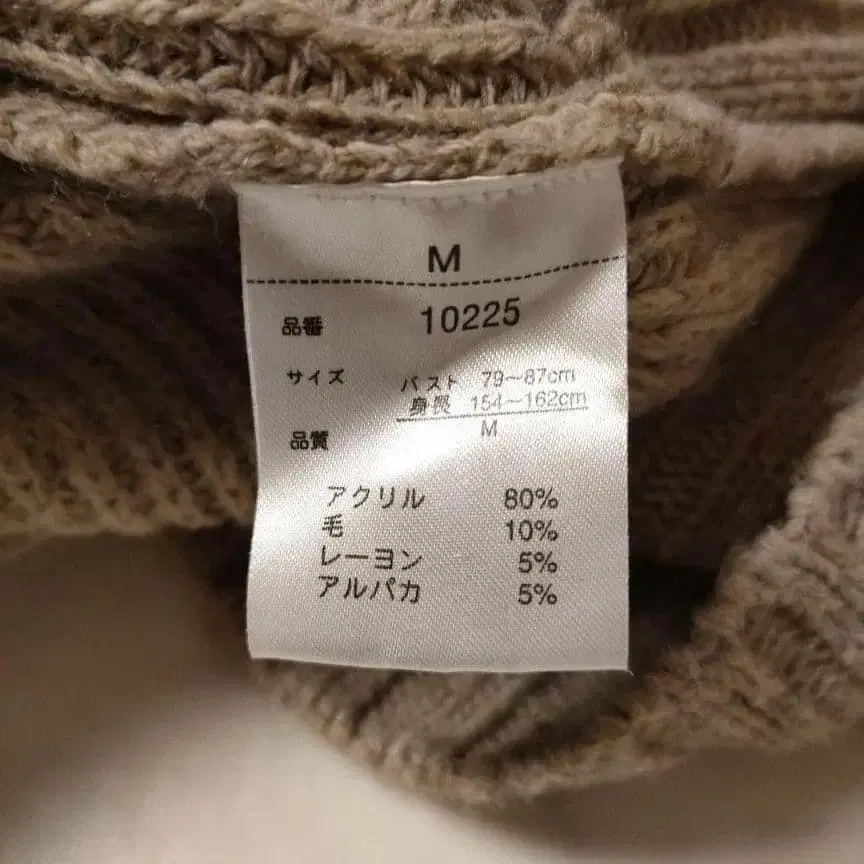 M
品番 10225
サイズ バスト 79～87cm
身長 154～162cm
M
品質
アクリル 80%
毛 10%
レーヨン 5%
アルパカ 5%